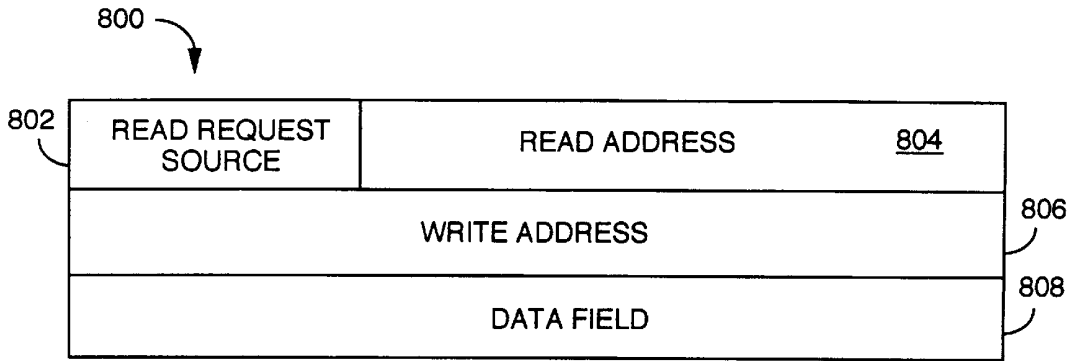 800
802
READ REQUEST
SOURCE
READ ADDRESS 804
WRITE ADDRESS
806
DATA FIELD
808